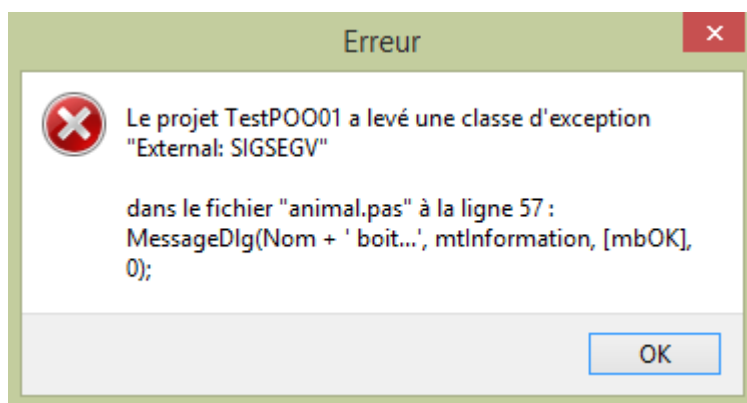 Erreur
Le projet TestPOO01 a levé une classe d'exception
"External: SIGSEGV"
dans le fichier "animal.pas" à la ligne 57 :
MessageDlg(Nom + ' boit...', mtInformation, [mbOK],
0);
OK